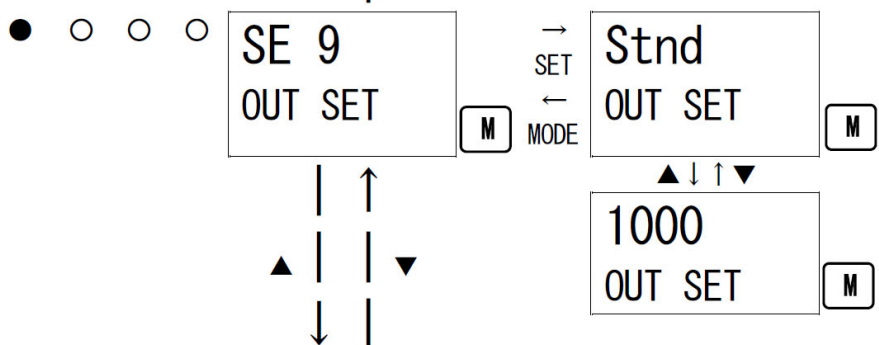 ● ○ ○ ○
SE 9
OUT SET
M
→
SET
←
MODE
Stnd
OUT SET
M
▲↓↑▼
1000
OUT SET
M
▲ ↓ ↑ ▼